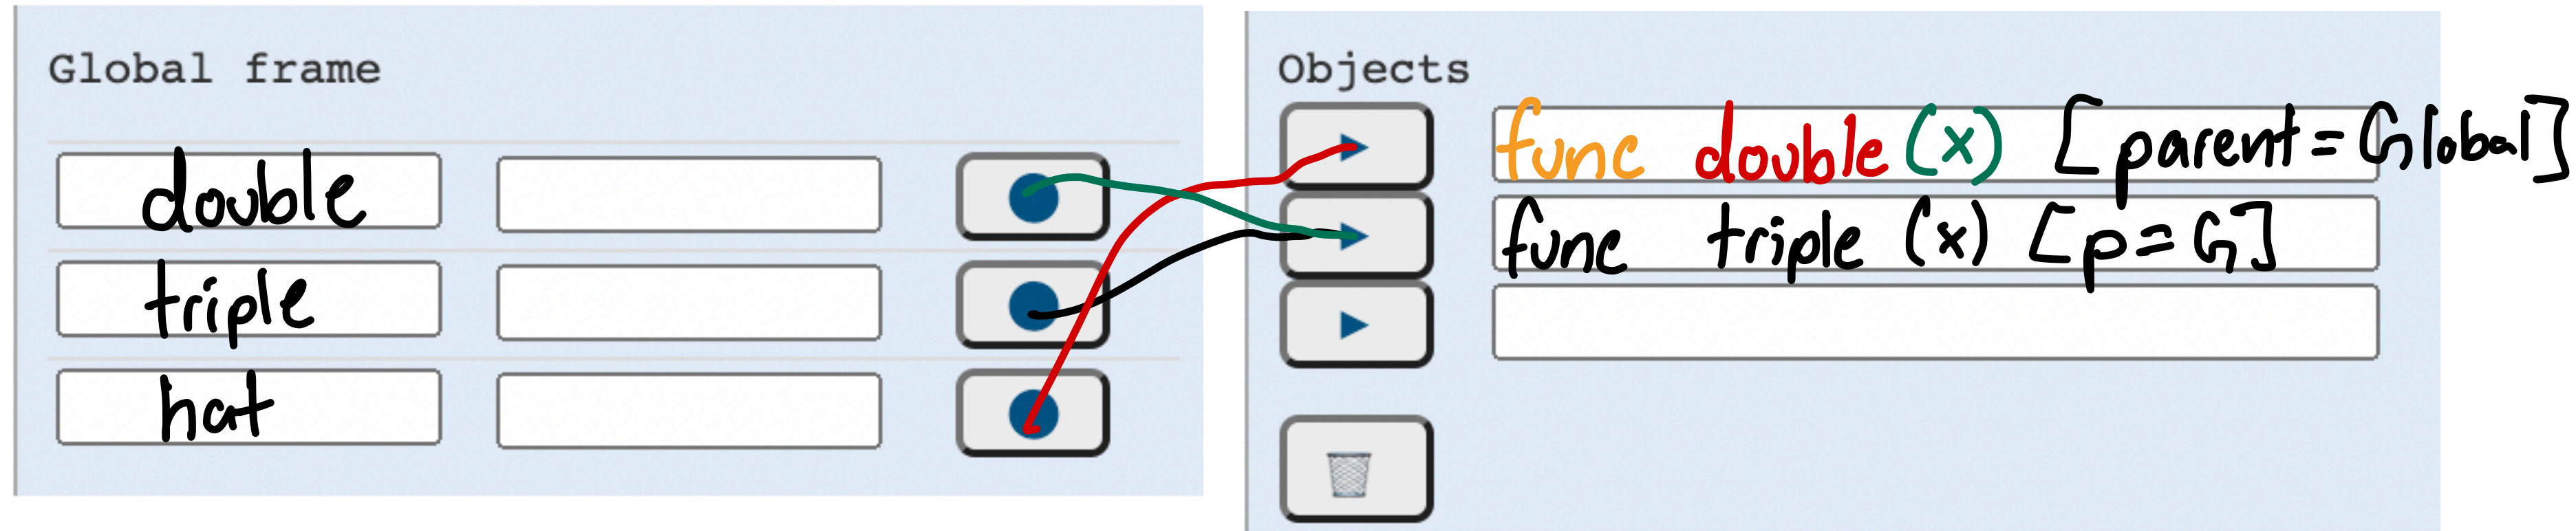 Global frame
double
triple
hat
Objects
func double (x) [parent = Global]
func triple (x) [p = G]